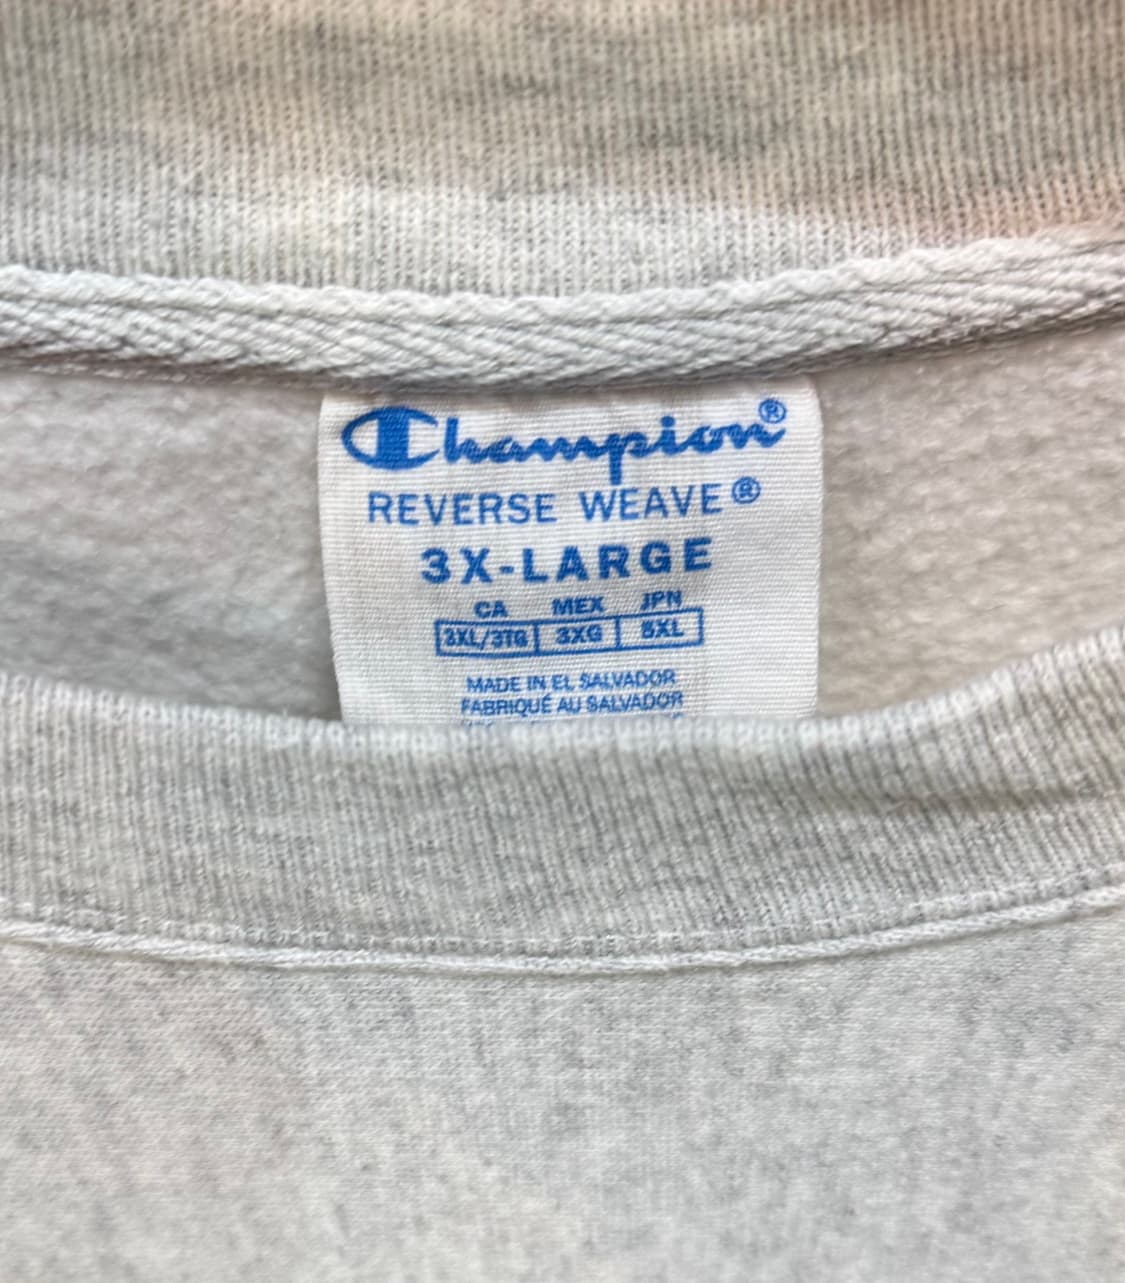 Champion®
REVERSE WEAVE®
3X-LARGE
CA MEX JPN
3XL/3TG 3XG 5XL
MADE IN EL SALVADOR
FABRIQUÉ AU SALVADOR